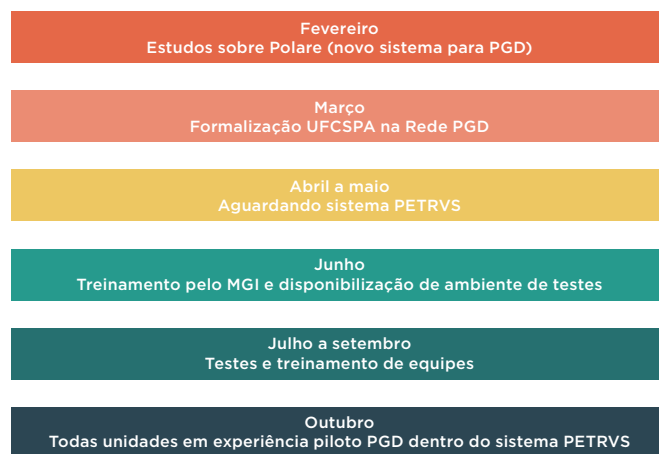 Fevereiro
Estudos sobre Polare (novo sistema para PGD)
Março
Formalização UFCSPA na Rede PGD
Abril a maio
Aguardando sistema PETRVS
Junho
Treinamento pelo MGI e disponibilização de ambiente de testes
Julho a setembro
Testes e treinamento de equipes
Outubro
Todas unidades em experiência piloto PGD dentro do sistema PETRVS